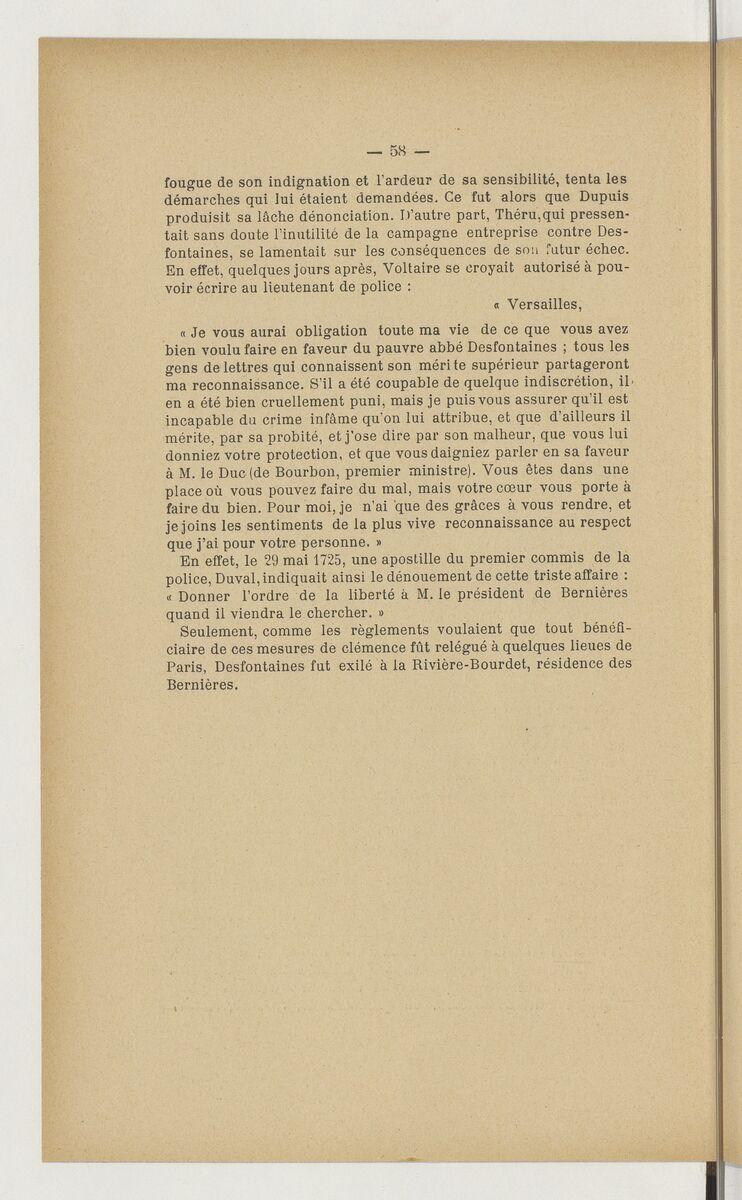 — 58 —
fougue de son indignation et l'ardeur de sa sensibilité, tenta les
démarches qui lui étaient demandées. Ce fut alors que Dupuis
produisit sa lâche dénonciation. D'autre part, Théru, qui pressen-
tait sans doute l'inutilité de la campagne entreprise contre Des-
fontaines, se lamentait sur les conséquences de son futur échec.
En effet, quelques jours après, Voltaire se croyait autorisé à pou-
voir écrire au lieutenant de police :
« Versailles,
« Je vous aurai obligation toute ma vie de ce que vous avez
bien voulu faire en faveur du pauvre abbé Desfontaines ; tous les
gens de lettres qui connaissent son mérite supérieur partageront
ma reconnaissance. S'il a été coupable de quelque indiscrétion, il
en a été bien cruellement puni, mais je puis vous assurer qu'il est
incapable du crime infâme qu'on lui attribue, et que d'ailleurs il
mérite, par sa probité, et j'ose dire par son malheur, que vous lui
donniez votre protection, et que vous daigniez parler en sa faveur
à M. le Duc (de Bourbon, premier ministre). Vous êtes dans une
place où vous pouvez faire du mal, mais votre cœur vous porte à
faire du bien. Pour moi, je n'ai que des grâces à vous rendre, et
je joins les sentiments de la plus vive reconnaissance au respect
que j'ai pour votre personne. »
En effet, le 29 mai 1725, une apostille du premier commis de la
police, Duval, indiquait ainsi le dénouement de cette triste affaire :
« Donner l'ordre de la liberté à M. le président de Bernières
quand il viendra le chercher. »
Seulement, comme les règlements voulaient que tout bénéfi-
ciaire de ces mesures de clémence fût relégué à quelques lieues de
Paris, Desfontaines fut exilé à la Rivière-Bourdet, résidence des
Bernières.